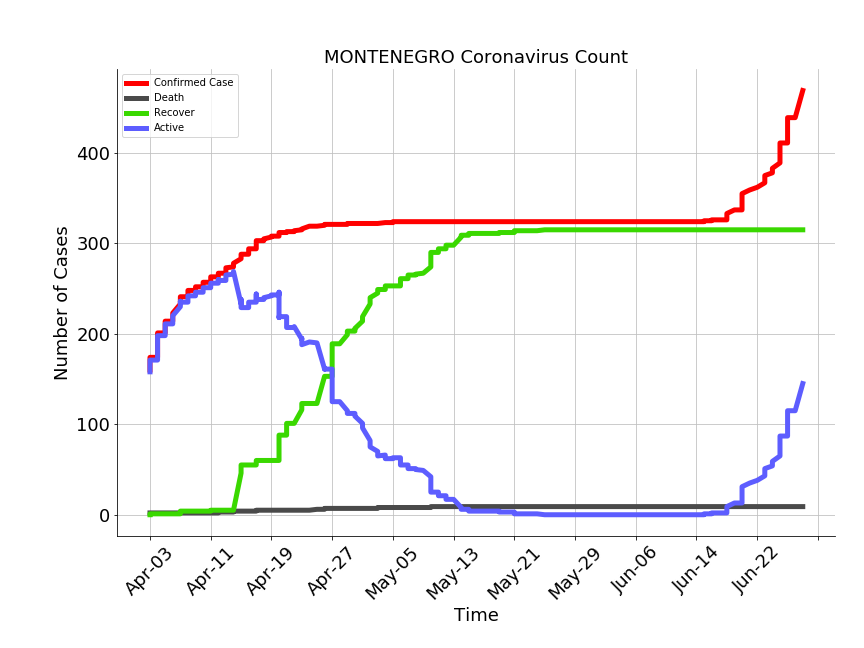 MONTENEGRO Coronavirus Count
Confirmed Case
Death
Recover
Active
Number of Cases
400
300
200
100
0
Apr-03
Apr-11
Apr-19
Apr-27
May-05
May-13
May-21
May-29
Jun-06
Jun-14
Jun-22
Time